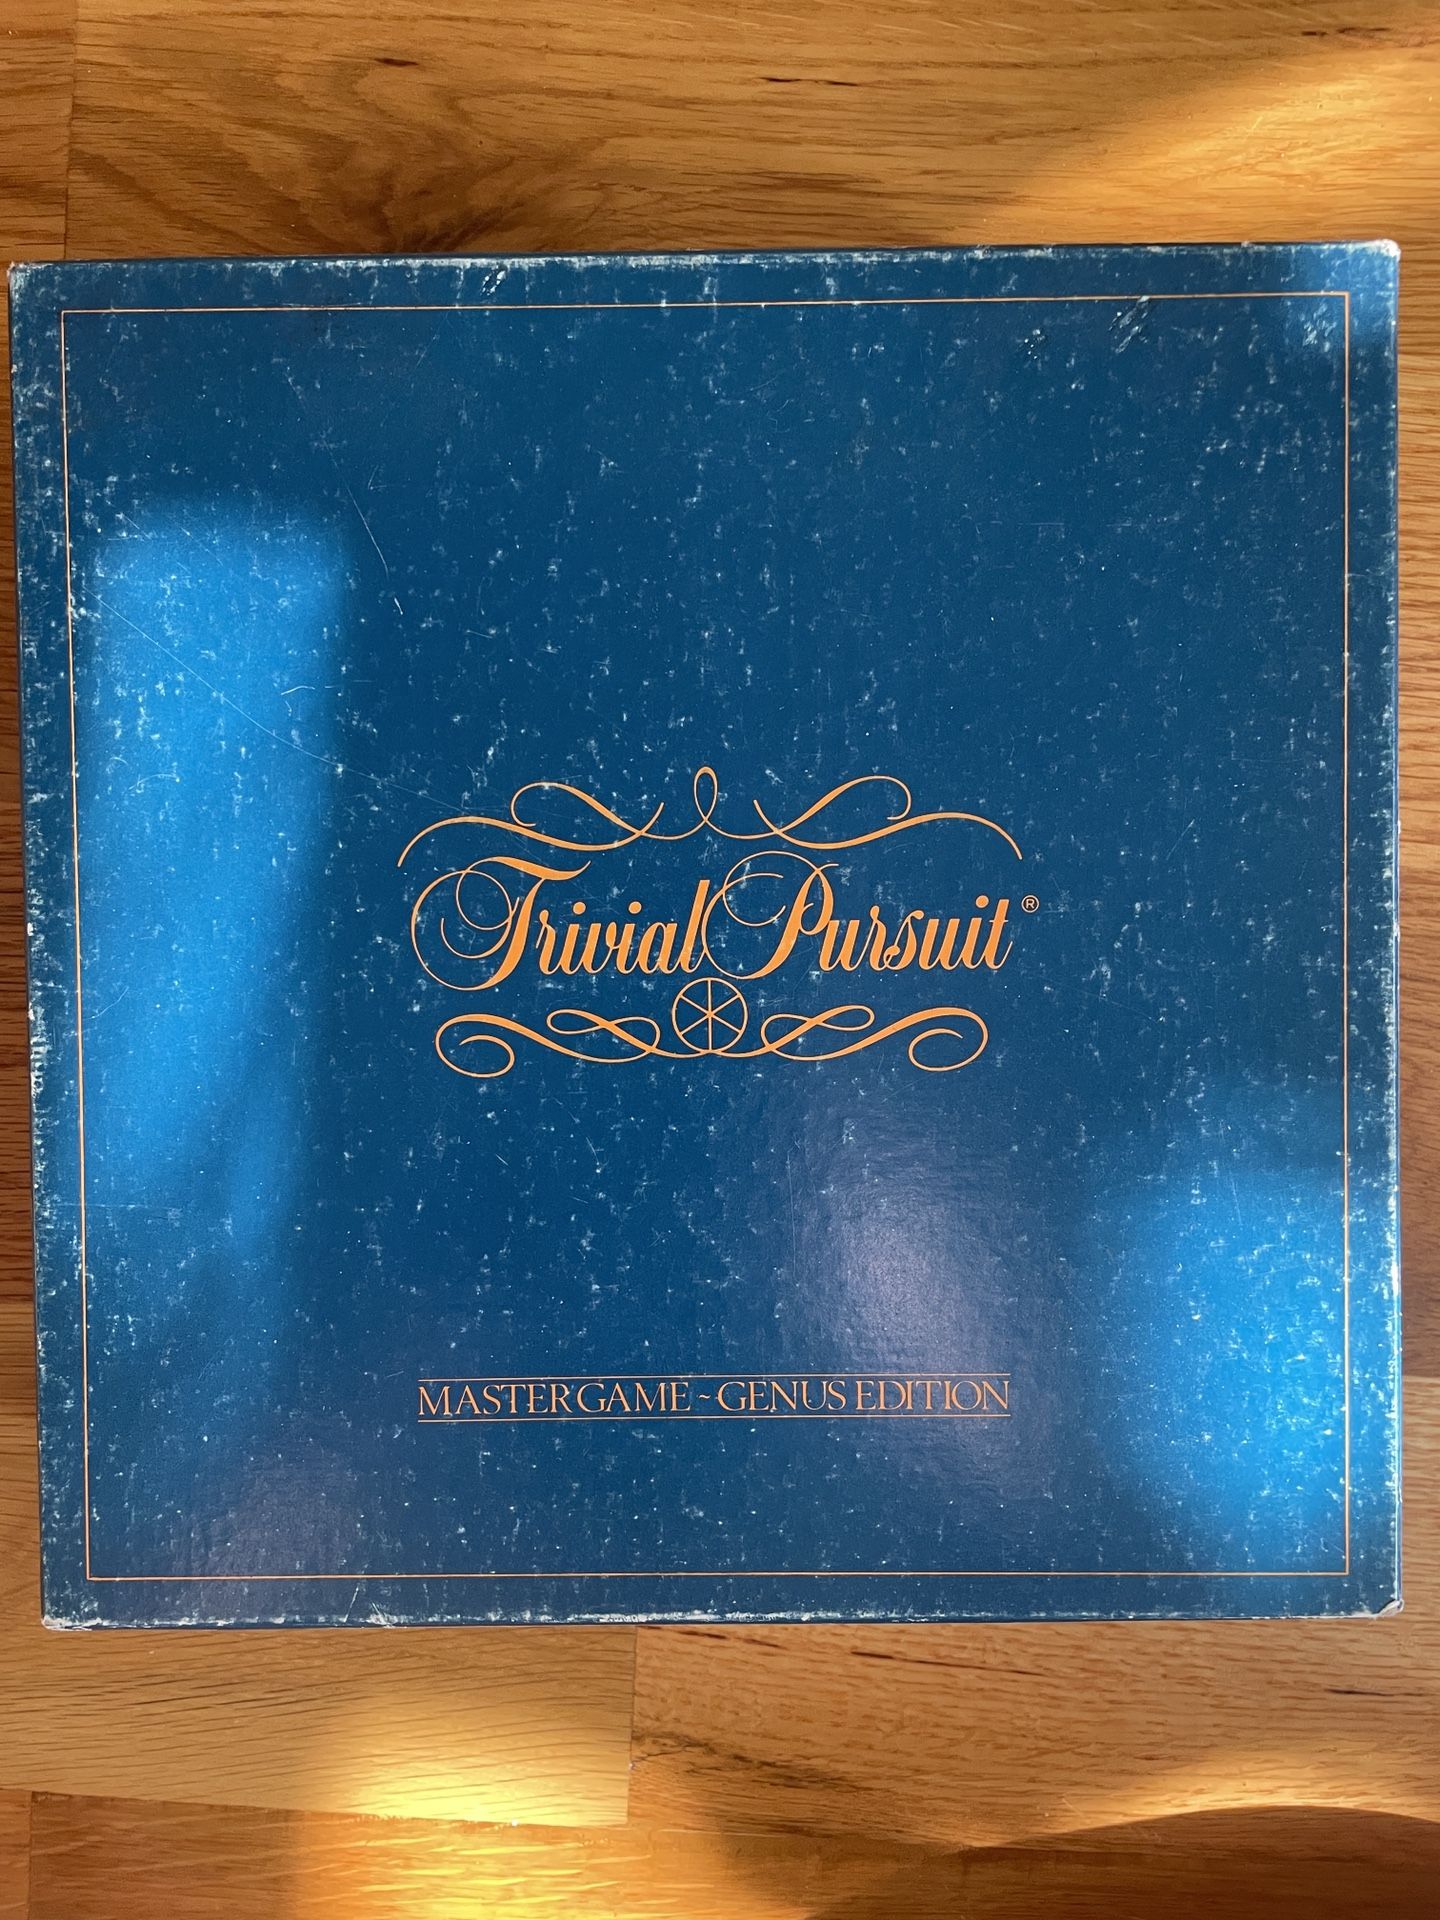 Trivial Pursuit®
MASTER GAME ~ GENUS EDITION